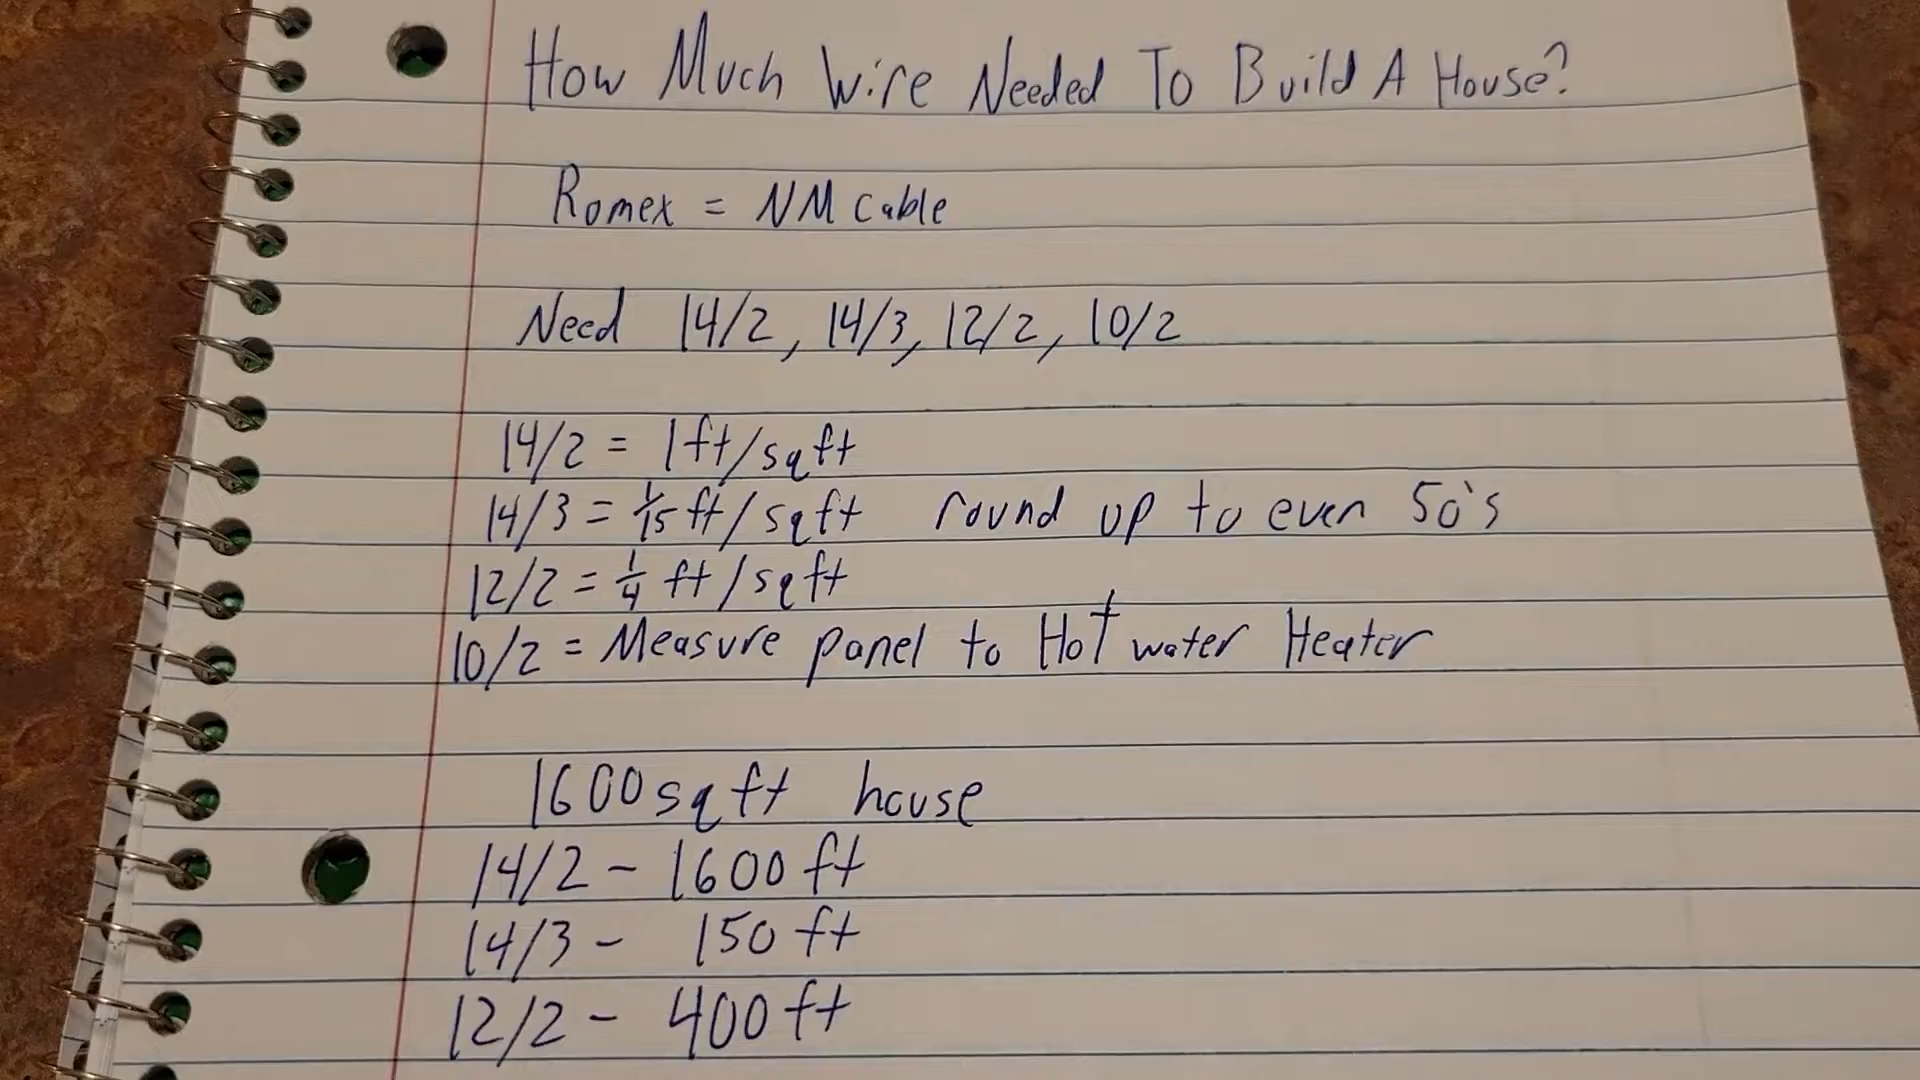 How Much Wire Needed To Build A House?
Romex = NM cable
Need 14/2, 14/3, 12/2, 10/2
14/2 = 1ft/sqft
14/3 = 1/15 ft/sqft round up to even 50's
12/2 = 1/4 ft/sqft
10/2 = Measure panel to Hot water Heater
1600sqft house
14/2 - 1600ft
14/3 - 150ft
12/2 - 400ft